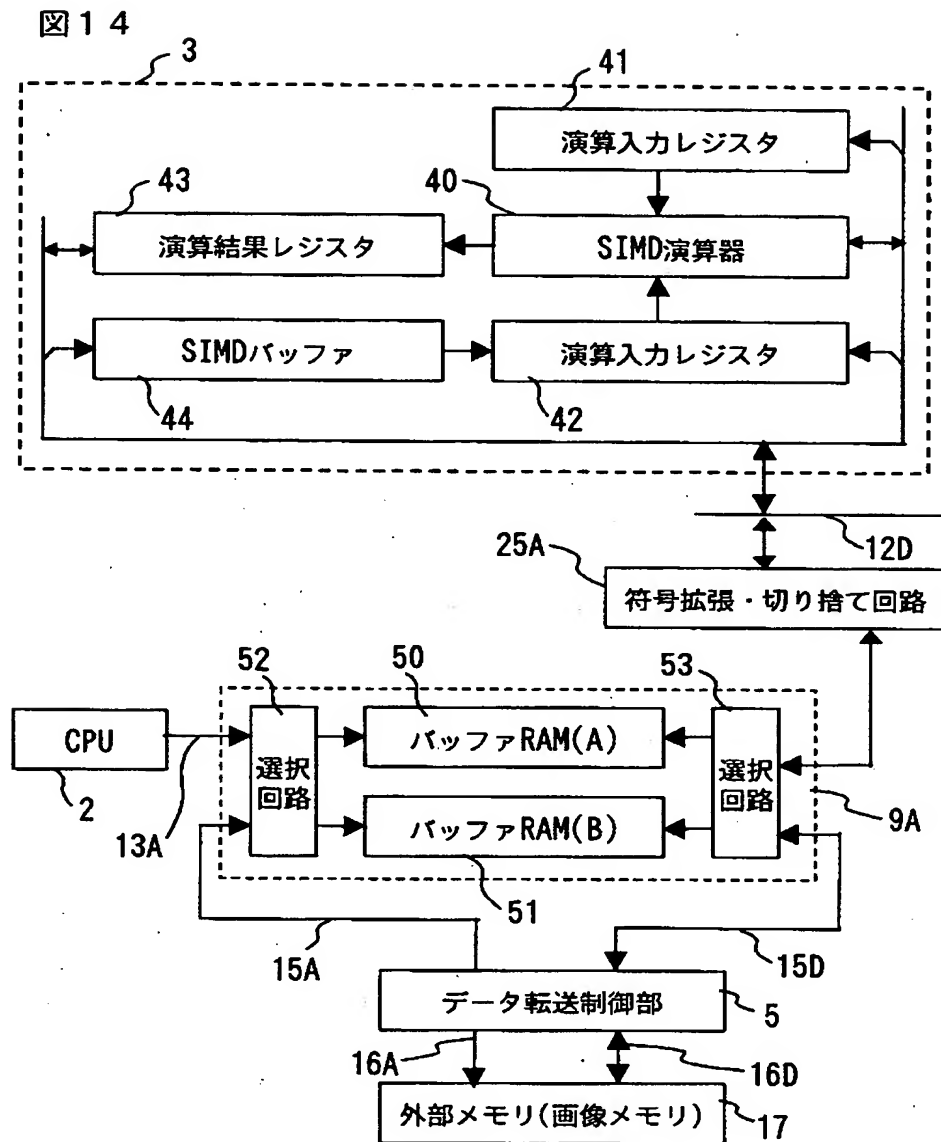 図14
3
41
演算入力レジスタ
43
40
演算結果レジスタ
SIMD演算器
SIMDバッファ
演算入力レジスタ
44
42
12D
25A
符号拡張・切り捨て回路
52
50
53
CPU
選択
回路
バッファRAM(A)
選択
回路
2
13A
バッファRAM(B)
9A
51
15A
15D
データ転送制御部
5
16A
16D
外部メモリ(画像メモリ)
17